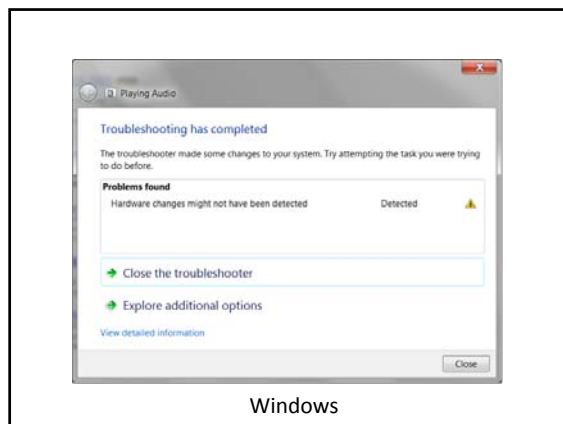 Playing Audio
Troubleshooting has completed
The troubleshooter made some changes to your system. Try attempting the task you were trying
to do before.
Problems found
Hardware changes might not have been detected Detected
Close the troubleshooter
Explore additional options
View detailed information
Close
Windows